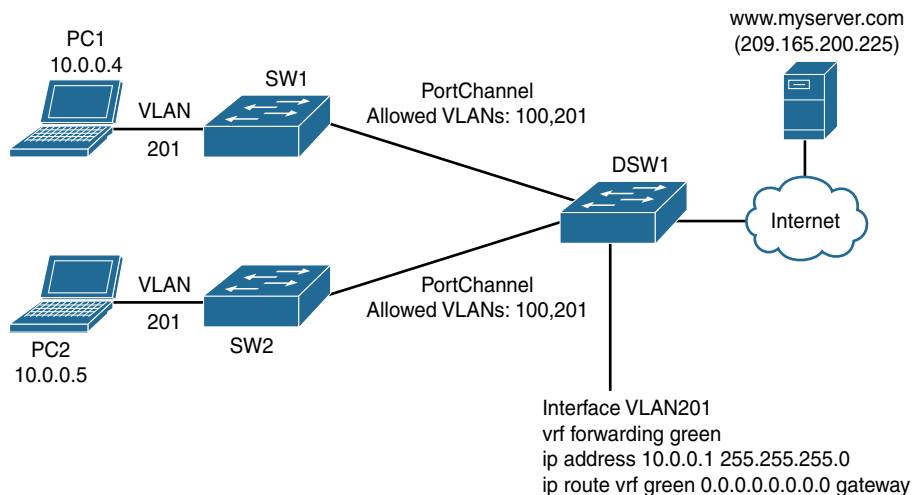 www.myserver.com
(209.165.200.225)
PC1
10.0.0.4
SW1
VLAN
201
PortChannel
Allowed VLANs: 100,201
DSW1
Internet
VLAN
201
PortChannel
Allowed VLANs: 100,201
SW2
PC2
10.0.0.5
Interface VLAN201
vrf forwarding green
ip address 10.0.0.1 255.255.255.0
ip route vrf green 0.0.0.0.0.0.0.0 gateway